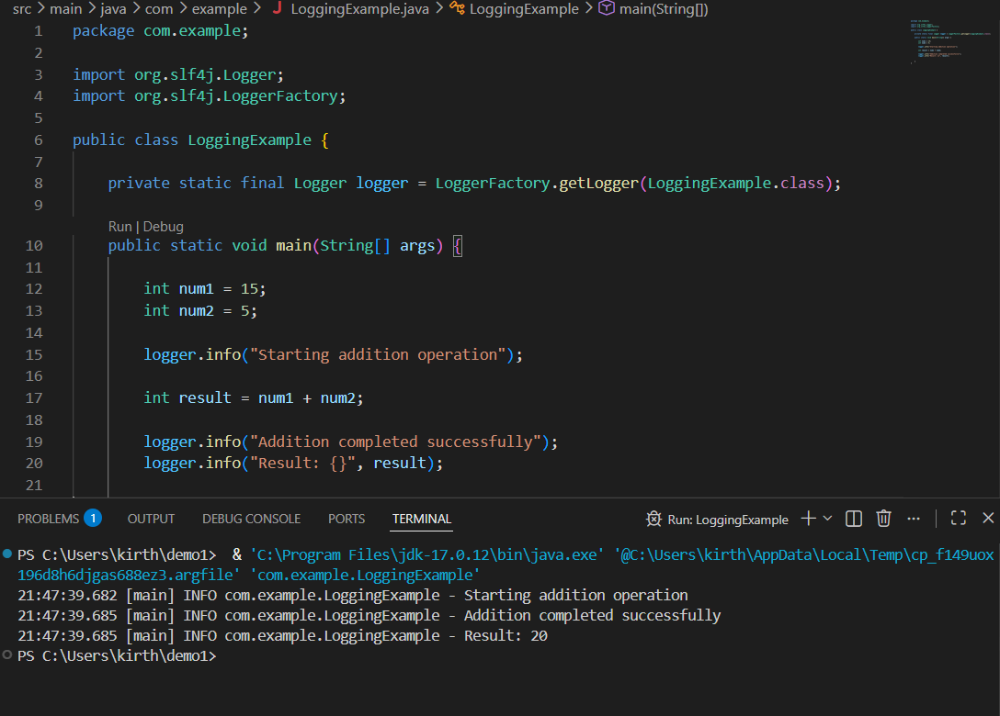 src > main > java > com > example > J LoggingExample.java > LoggingExample > main(String[])
1 package com.example;
2
3 import org.slf4j.Logger;
4 import org.slf4j.LoggerFactory;
5
6 public class LoggingExample {
7
8 private static final Logger logger = LoggerFactory.getLogger(LoggingExample.class);
9
Run | Debug
10 public static void main(String[] args) {
11
12 int num1 = 15;
13 int num2 = 5;
14
15 logger.info("Starting addition operation");
16
17 int result = num1 + num2;
18
19 logger.info("Addition completed successfully");
20 logger.info("Result: {}", result);
21
PROBLEMS 1 OUTPUT DEBUG CONSOLE PORTS TERMINAL Run: LoggingExample
PS C:\Users\kirth\demo1> & 'C:\Program Files\jdk-17.0.12\bin\java.exe' '@C:\Users\kirth\AppData\Local\Temp\cp_f149uox
196d8h6djgas688ez3.argfile' 'com.example.LoggingExample'
21:47:39.682 [main] INFO com.example.LoggingExample - Starting addition operation
21:47:39.685 [main] INFO com.example.LoggingExample - Addition completed successfully
21:47:39.685 [main] INFO com.example.LoggingExample - Result: 20
PS C:\Users\kirth\demo1>